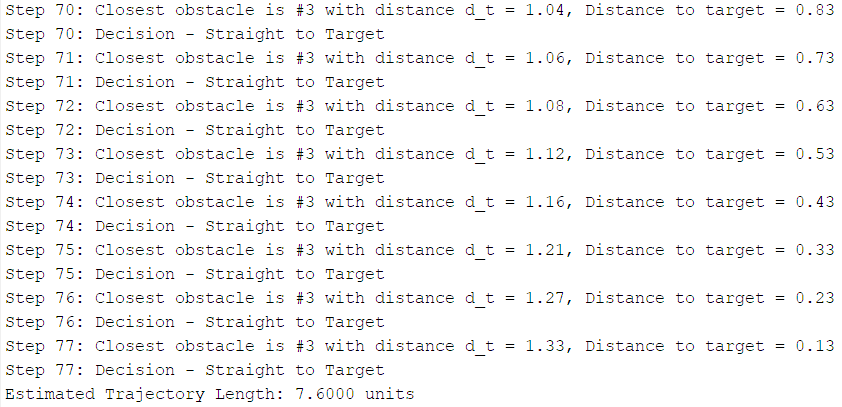 Step 70: Closest obstacle is #3 with distance d_t = 1.04, Distance to target = 0.83
Step 70: Decision - Straight to Target
Step 71: Closest obstacle is #3 with distance d_t = 1.06, Distance to target = 0.73
Step 71: Decision - Straight to Target
Step 72: Closest obstacle is #3 with distance d_t = 1.08, Distance to target = 0.63
Step 72: Decision - Straight to Target
Step 73: Closest obstacle is #3 with distance d_t = 1.12, Distance to target = 0.53
Step 73: Decision - Straight to Target
Step 74: Closest obstacle is #3 with distance d_t = 1.16, Distance to target = 0.43
Step 74: Decision - Straight to Target
Step 75: Closest obstacle is #3 with distance d_t = 1.21, Distance to target = 0.33
Step 75: Decision - Straight to Target
Step 76: Closest obstacle is #3 with distance d_t = 1.27, Distance to target = 0.23
Step 76: Decision - Straight to Target
Step 77: Closest obstacle is #3 with distance d_t = 1.33, Distance to target = 0.13
Step 77: Decision - Straight to Target
Estimated Trajectory Length: 7.6000 units